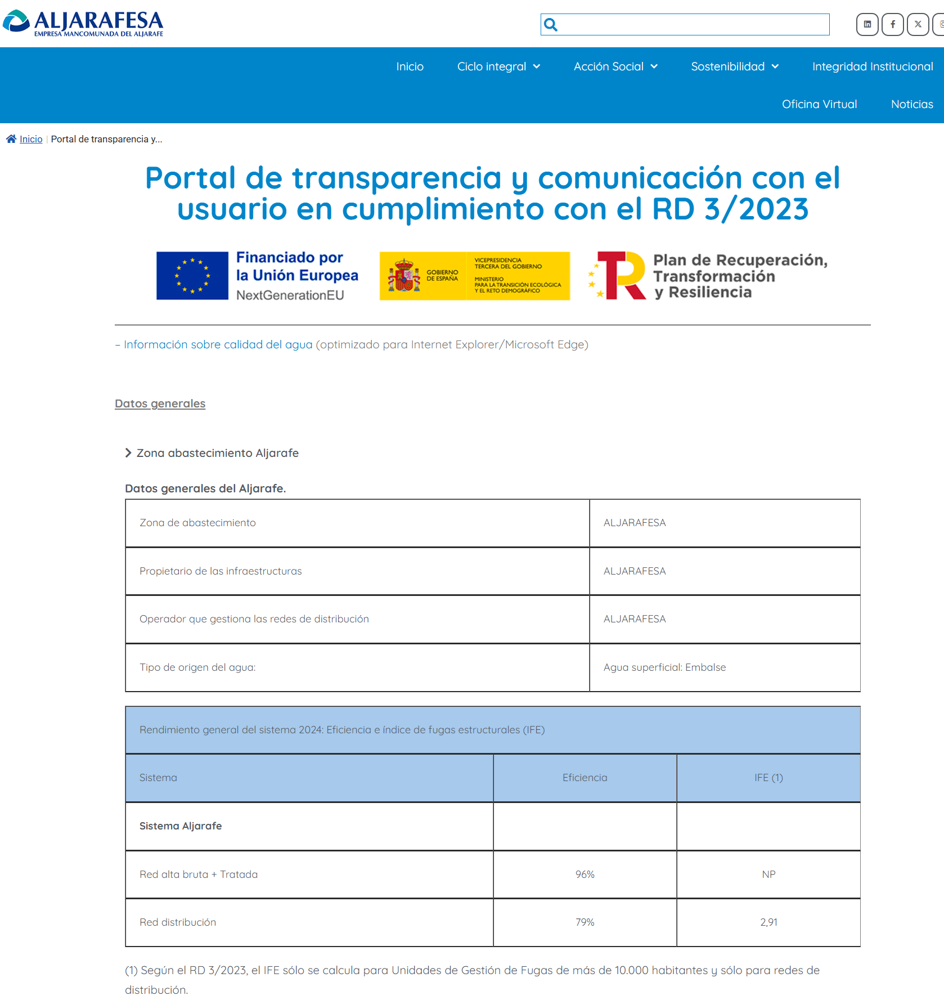 ALJARAFESA
EMPRESA MANCOMUNADA DEL ALJARAFE
Inicio
Ciclo integral
Acción Social
Sostenibilidad
Integridad Institucional
Oficina Virtual
Noticias
Inicio | Portal de transparencia y...
Portal de transparencia y comunicación con el
usuario en cumplimiento con el RD 3/2023
Financiado por
la Unión Europea
NextGenerationEU
GOBIERNO
DE ESPAÑA
VICEPRESIDENCIA
TERCERA DEL GOBIERNO
MINISTERIO
PARA LA TRANSICIÓN ECOLÓGICA
Y EL RETO DEMOGRÁFICO
TR
Plan de Recuperación,
Transformación
y Resiliencia
– Información sobre calidad del agua (optimizado para Internet Explorer/Microsoft Edge)
Datos generales
Zona abastecimiento Aljarafe
Datos generales del Aljarafe.
Zona de abastecimiento ALJARAFESA
Propietario de las infraestructuras ALJARAFESA
Operador que gestiona las redes de distribución ALJARAFESA
Tipo de origen del agua: Agua superficial: Embalse
Rendimiento general del sistema 2024: Eficiencia e índice de fugas estructurales (IFE)
Sistema Eficiencia IFE (1)
Sistema Aljarafe
Red alta bruta + Tratada 96% NP
Red distribución 79% 2,91
(1) Según el RD 3/2023, el IFE sólo se calcula para Unidades de Gestión de Fugas de más de 10.000 habitantes y sólo para redes de
distribución.